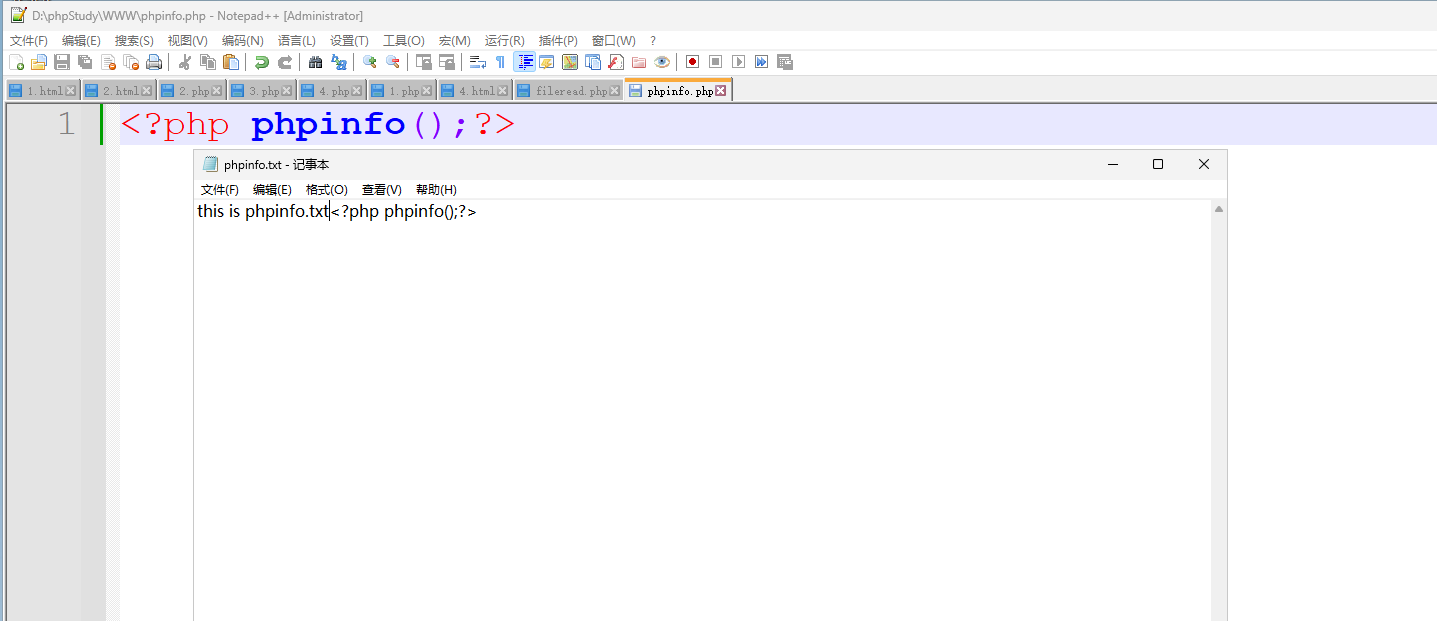 D:\phpStudy\WWW\phpinfo.php - Notepad++ [Administrator]
文件(F) 编辑(E) 搜索(S) 视图(V) 编码(N) 语言(L) 设置(T) 工具(O) 宏(M) 运行(R) 插件(P) 窗口(W) ?
1.html 2.html 2.php 3.php 4.php 1.php 4.html fileread.php phpinfo.php
1 <?php phpinfo();?>
phpinfo.txt - 记事本
文件(F) 编辑(E) 格式(O) 查看(V) 帮助(H)
this is phpinfo.txt<?php phpinfo();?>